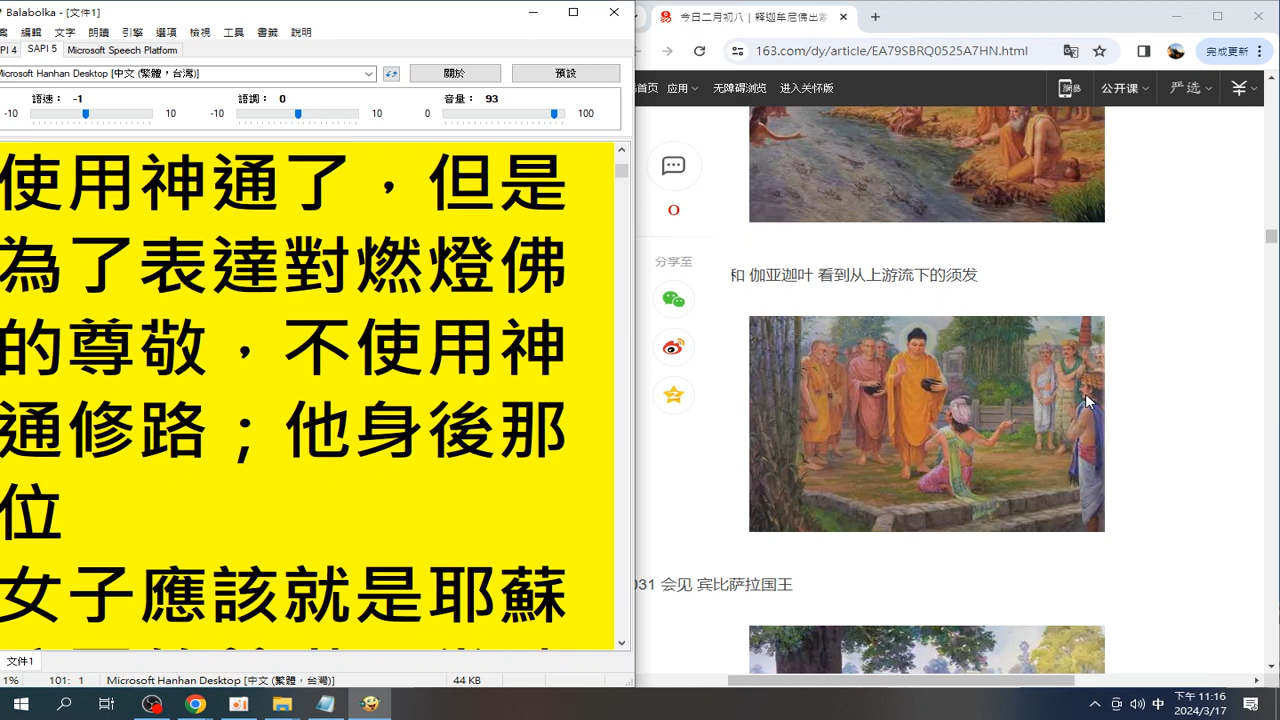 Balabolka - [文件1]
案 編輯 文字 朗讀 引擎 選項 檢視 工具 書籤 說明
PI 4 SAPI 5 Microsoft Speech Platform
Microsoft Hanhan Desktop [中文 (繁體，台灣)]
關於
預設
語速： -1
語調： 0
音量： 93
-10 10 -10 10 0 100
使用神通了，但是
為了表達對燃燈佛
的尊敬，不使用神
通修路；他身後那
位
女子應該就是耶蘇
文件1
1% 101: 1 Microsoft Hanhan Desktop [中文 (繁體，台灣)] 44 KB
今日二月初八｜释迦牟尼佛出
163.com/dy/article/EA79SBRQ0525A7HN.html
完成更新
首页 应用 无障碍浏览 进入关怀版
公开课 严选
0
分享至
和 伽亚迦叶 看到从上游流下的须发
031 会见 宾比萨拉国王
中
下午 11:16
2024/3/17